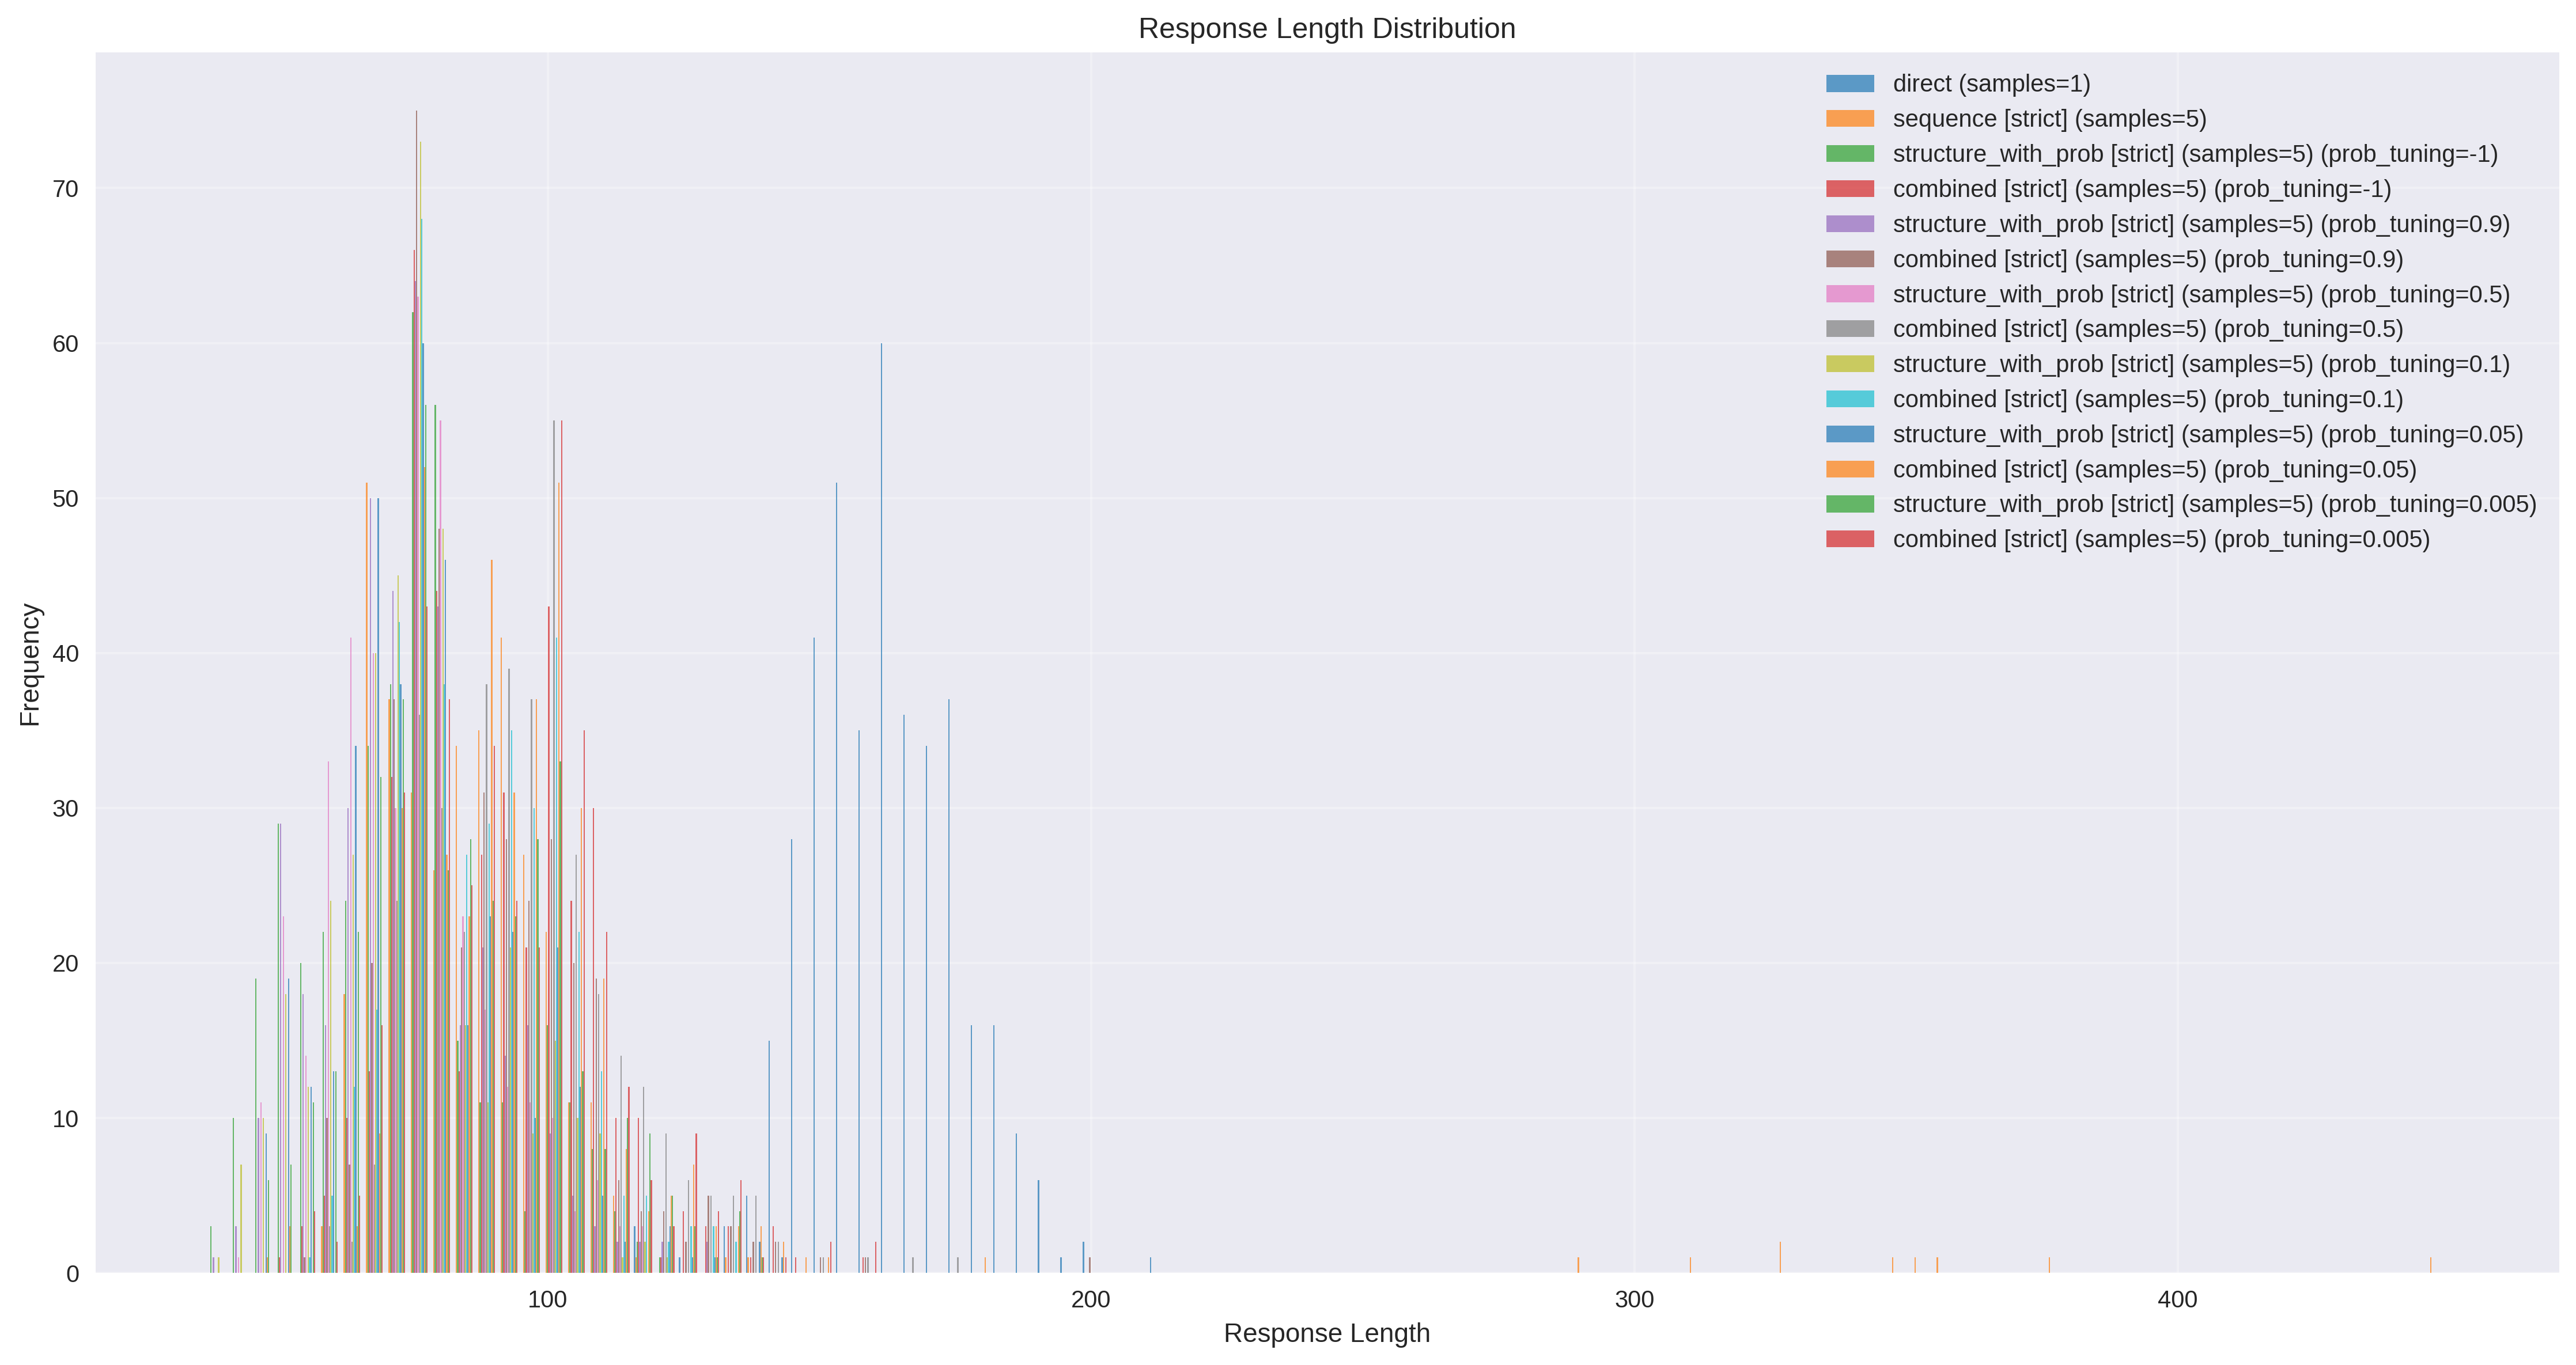 Response Length Distribution
direct (samples=1)
sequence [strict] (samples=5)
structure_with_prob [strict] (samples=5) (prob_tuning=-1)
combined [strict] (samples=5) (prob_tuning=-1)
structure_with_prob [strict] (samples=5) (prob_tuning=0.9)
combined [strict] (samples=5) (prob_tuning=0.9)
structure_with_prob [strict] (samples=5) (prob_tuning=0.5)
combined [strict] (samples=5) (prob_tuning=0.5)
structure_with_prob [strict] (samples=5) (prob_tuning=0.1)
combined [strict] (samples=5) (prob_tuning=0.1)
structure_with_prob [strict] (samples=5) (prob_tuning=0.05)
combined [strict] (samples=5) (prob_tuning=0.05)
structure_with_prob [strict] (samples=5) (prob_tuning=0.005)
combined [strict] (samples=5) (prob_tuning=0.005)
Frequency
70
60
50
40
30
20
10
0
100
200
300
400
Response Length